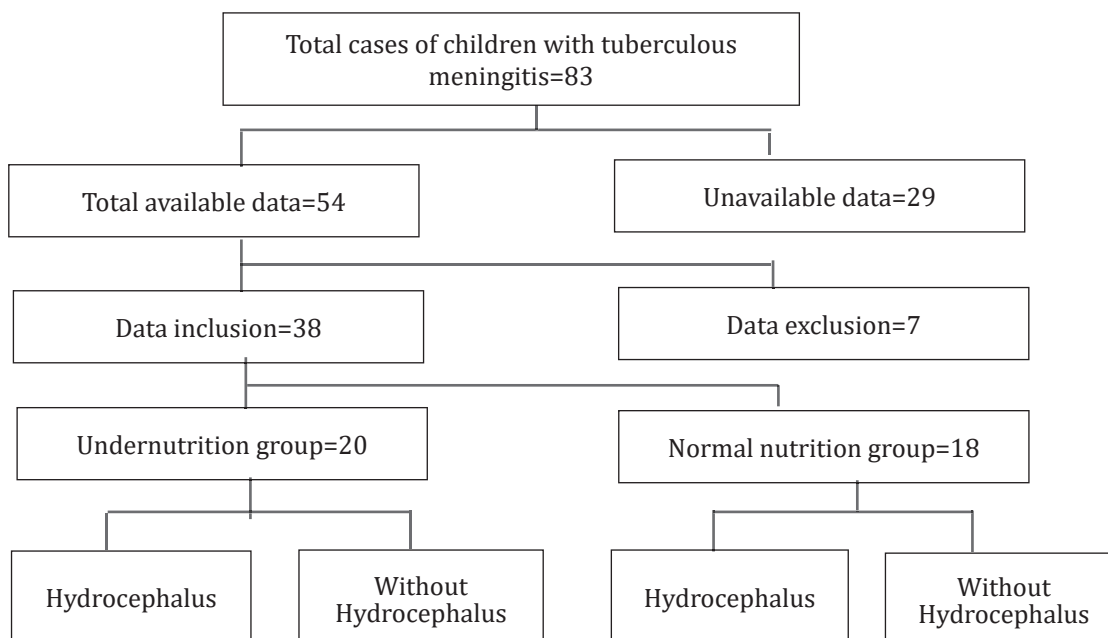 Total cases of children with tuberculous
meningitis=83
Total available data=54
Unavailable data=29
Data inclusion=38
Data exclusion=7
Undernutrition group=20
Normal nutrition group=18
Hydrocephalus
Without
Hydrocephalus
Hydrocephalus
Without
Hydrocephalus